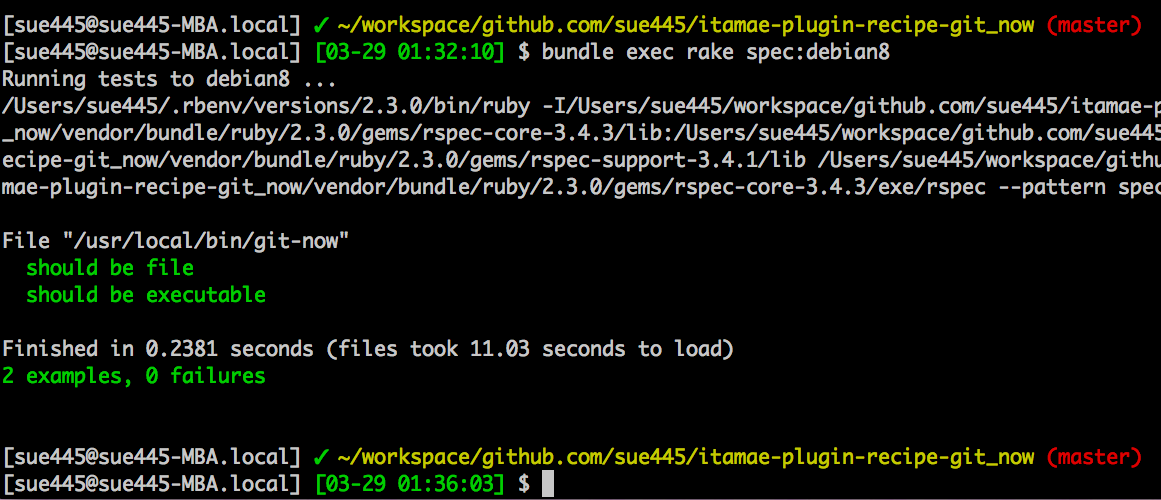 [sue445@sue445-MBA.local] ✓ ~/workspace/github.com/sue445/itamae-plugin-recipe-git_now (master)
[sue445@sue445-MBA.local] [03-29 01:32:10] $ bundle exec rake spec:debian8
Running tests to debian8 ...
/Users/sue445/.rbenv/versions/2.3.0/bin/ruby -I/Users/sue445/workspace/github.com/sue445/itamae-p
_now/vendor/bundle/ruby/2.3.0/gems/rspec-core-3.4.3/lib:/Users/sue445/workspace/github.com/sue445
ecipe-git_now/vendor/bundle/ruby/2.3.0/gems/rspec-support-3.4.1/lib /Users/sue445/workspace/githu
mae-plugin-recipe-git_now/vendor/bundle/ruby/2.3.0/gems/rspec-core-3.4.3/exe/rspec --pattern spec
File "/usr/local/bin/git-now"
should be file
should be executable
Finished in 0.2381 seconds (files took 11.03 seconds to load)
2 examples, 0 failures
[sue445@sue445-MBA.local] ✓ ~/workspace/github.com/sue445/itamae-plugin-recipe-git_now (master)
[sue445@sue445-MBA.local] [03-29 01:36:03] $